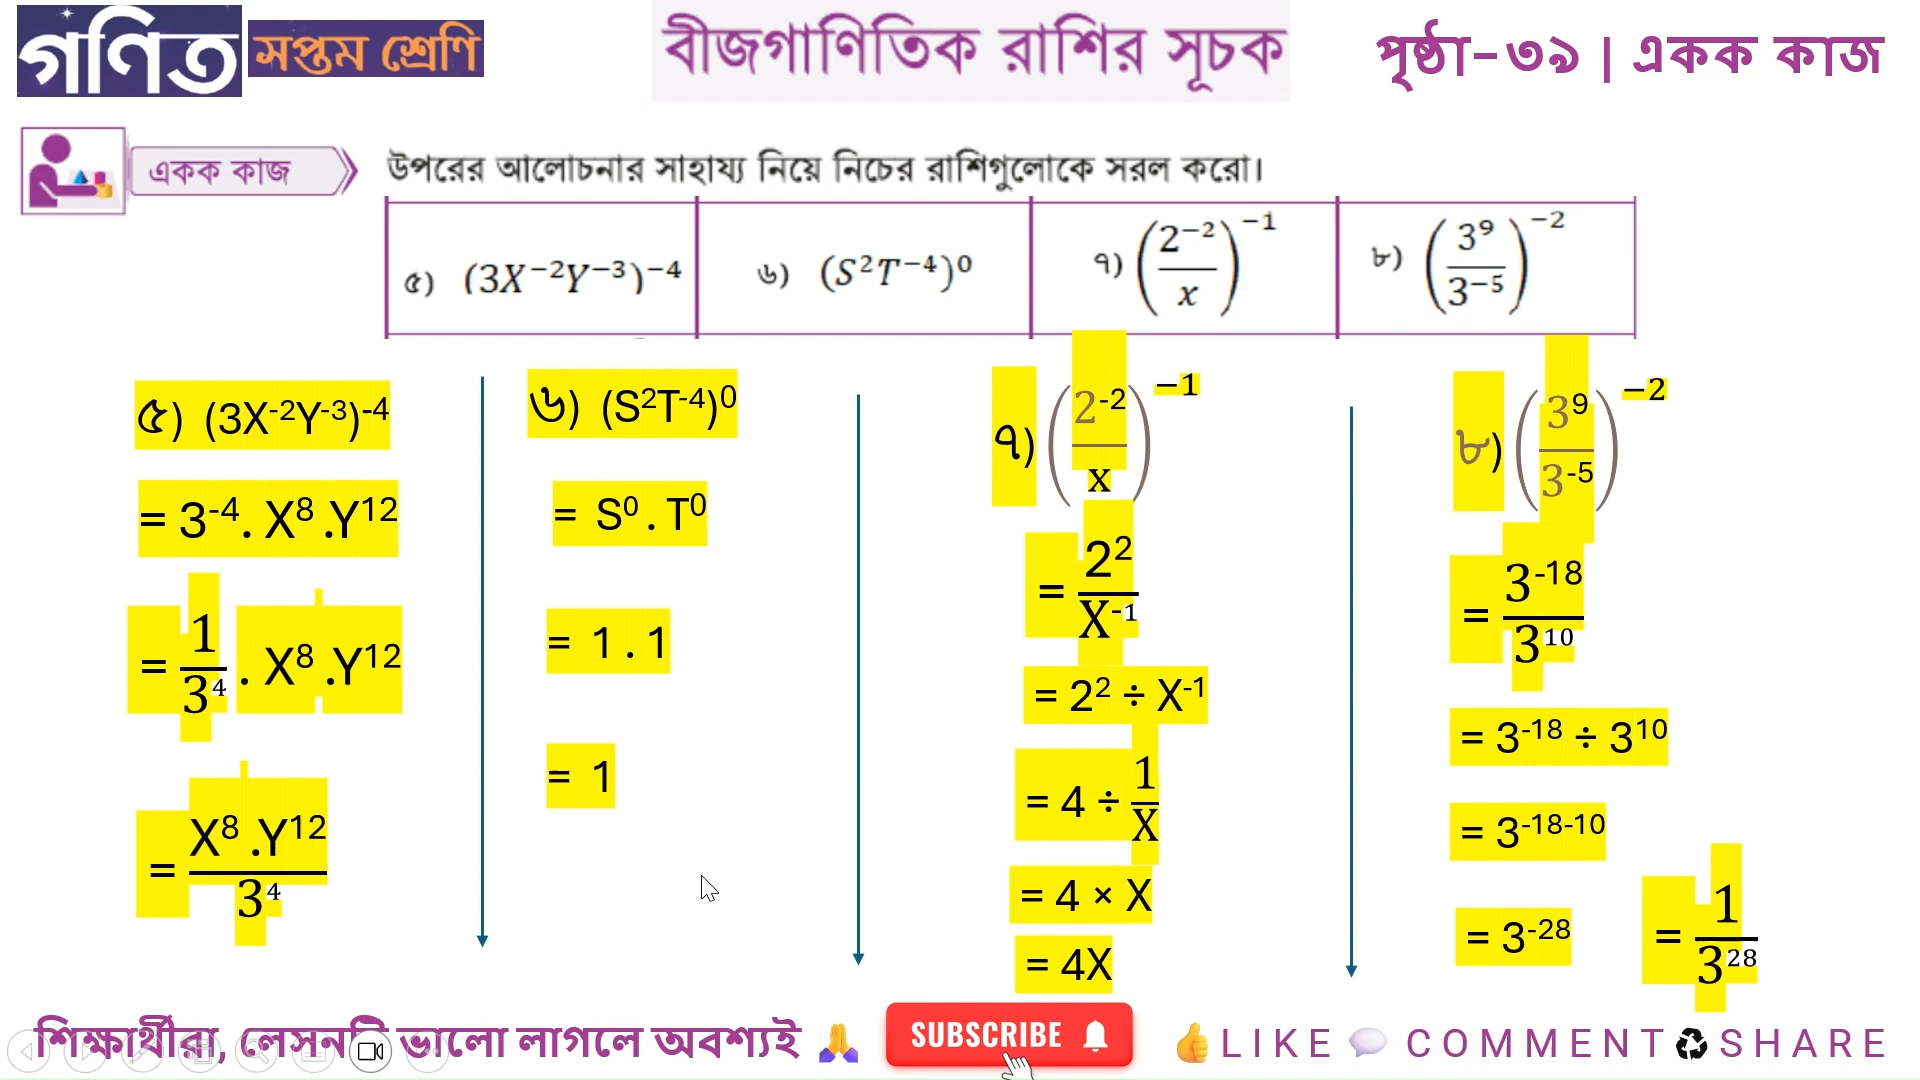 গণিত সপ্তম শ্রেণি
বীজগাণিতিক রাশির সূচক
পৃষ্ঠা-৩৯ | একক কাজ
একক কাজ
উপরের আলোচনার সাহায্য নিয়ে নিচের রাশিগুলোকে সরল করো।
৫) (3X⁻²Y⁻³)⁻⁴
৬) (S²T⁻⁴)⁰
৭) (2⁻²/x)⁻¹
৮) (3⁹/3⁻⁵)⁻²
৫) (3X⁻²Y⁻³)⁻⁴
= 3⁻⁴. X⁸ .Y¹²
= 1/3⁴ . X⁸ .Y¹²
= X⁸ .Y¹²/3⁴
৬) (S²T⁻⁴)⁰
= S⁰ . T⁰
= 1 . 1
= 1
৭) (2⁻²/x)⁻¹
= 2²/X⁻¹
= 2² ÷ X⁻¹
= 4 ÷ 1/X
= 4 × X
= 4X
৮) (3⁹/3⁻⁵)⁻²
= 3⁻¹⁸/3¹⁰
= 3⁻¹⁸ ÷ 3¹⁰
= 3⁻¹⁸⁻¹⁰
= 3⁻²⁸ = 1/3²⁸
শিক্ষার্থীরা, লেসনটি ভালো লাগলে অবশ্যই SUBSCRIBE LIKE COMMENT SHARE